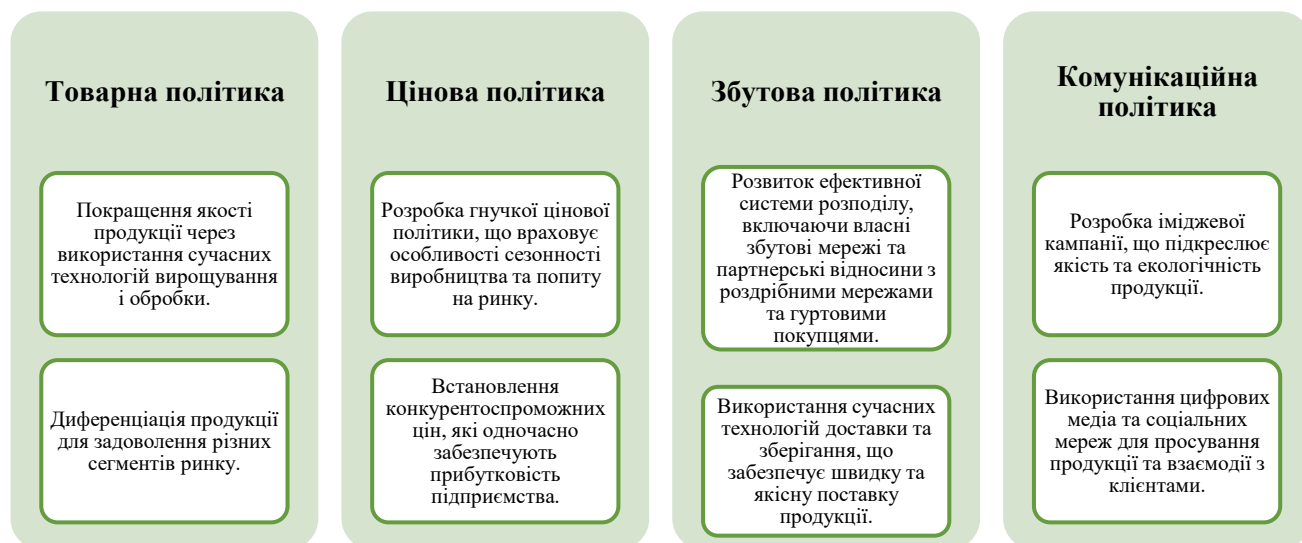 Товарна політика
Покращення якості
продукції через
використання сучасних
технологій вирощування
і обробки.
Диференціація продукції
для задоволення різних
сегментів ринку.
Цінова політика
Розробка гнучкої цінової
політики, що враховує
особливості сезонності
виробництва та попиту
на ринку.
Встановлення
конкурентоспроможних
цін, які одночасно
забезпечують
прибутковість
підприємства.
Збутова політика
Розвиток ефективної
системи розподілу,
включаючи власні
збутові мережі та
партнерські відносини з
роздрібними мережами
та гуртовими
покупцями.
Використання сучасних
технологій доставки та
зберігання, що
забезпечує швидку та
якісну поставку
продукції.
Комунікаційна
політика
Розробка іміджевої
кампанії, що підкреслює
якість та екологічність
продукції.
Використання цифрових
медіа та соціальних
мереж для просування
продукції та взаємодії з
клієнтами.